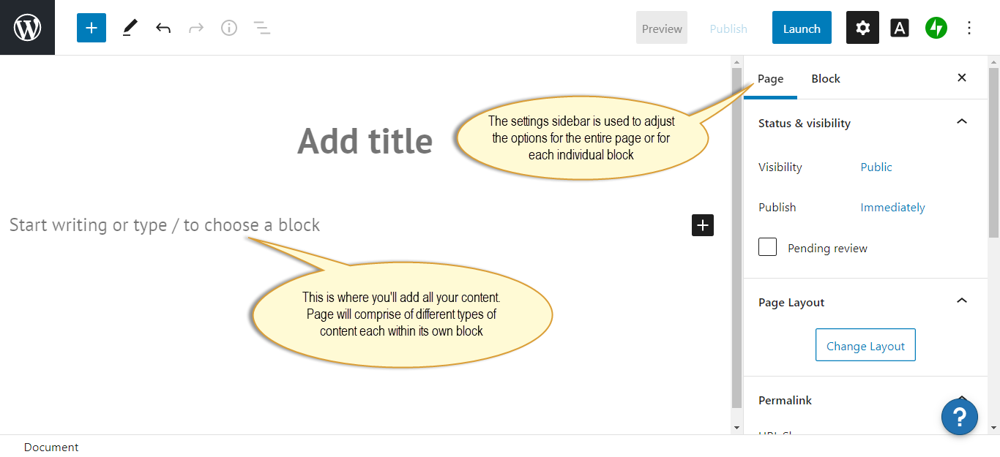 Preview
Publish
Launch
A
Page
Block
Add title
The settings sidebar is used to adjust
the options for the entire page or for
each individual block
Status & visibility
Visibility
Public
Publish
Immediately
Start writing or type / to choose a block
Pending review
This is where you'll add all your content.
Page will comprise of different types of
content each within its own block
Page Layout
Change Layout
Permalink
?
Document